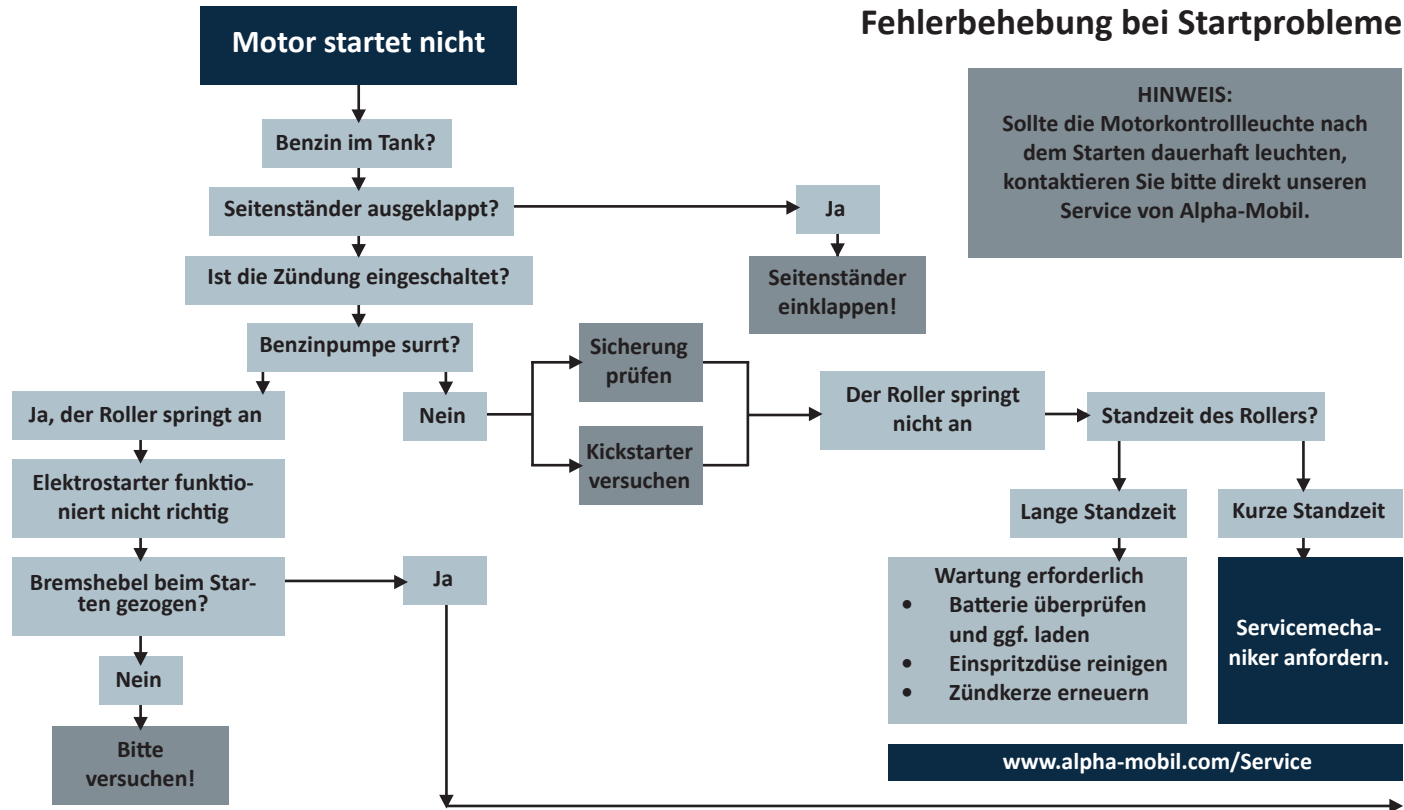 Fehlerbehebung bei Startprobleme
Motor startet nicht
HINWEIS:
Sollte die Motorkontrollleuchte nach
dem Starten dauerhaft leuchten,
kontaktieren Sie bitte direkt unseren
Service von Alpha-Mobil.
Benzin im Tank?
Seitenständer ausgeklappt?
Ja
Seitenständer
einklappen!
Ist die Zündung eingeschaltet?
Benzinpumpe surrt?
Ja, der Roller springt an
Nein
Sicherung
prüfen
Kickstarter
versuchen
Der Roller springt
nicht an
Standzeit des Rollers?
Elektrostarter funktio-
niert nicht richtig
Lange Standzeit
Kurze Standzeit
Bremshebel beim Star-
ten gezogen?
Ja
Wartung erforderlich
• Batterie überprüfen
und ggf. laden
• Einspritzdüse reinigen
• Zündkerze erneuern
Servicemecha-
niker anfordern.
Nein
Bitte
versuchen!
www.alpha-mobil.com/Service